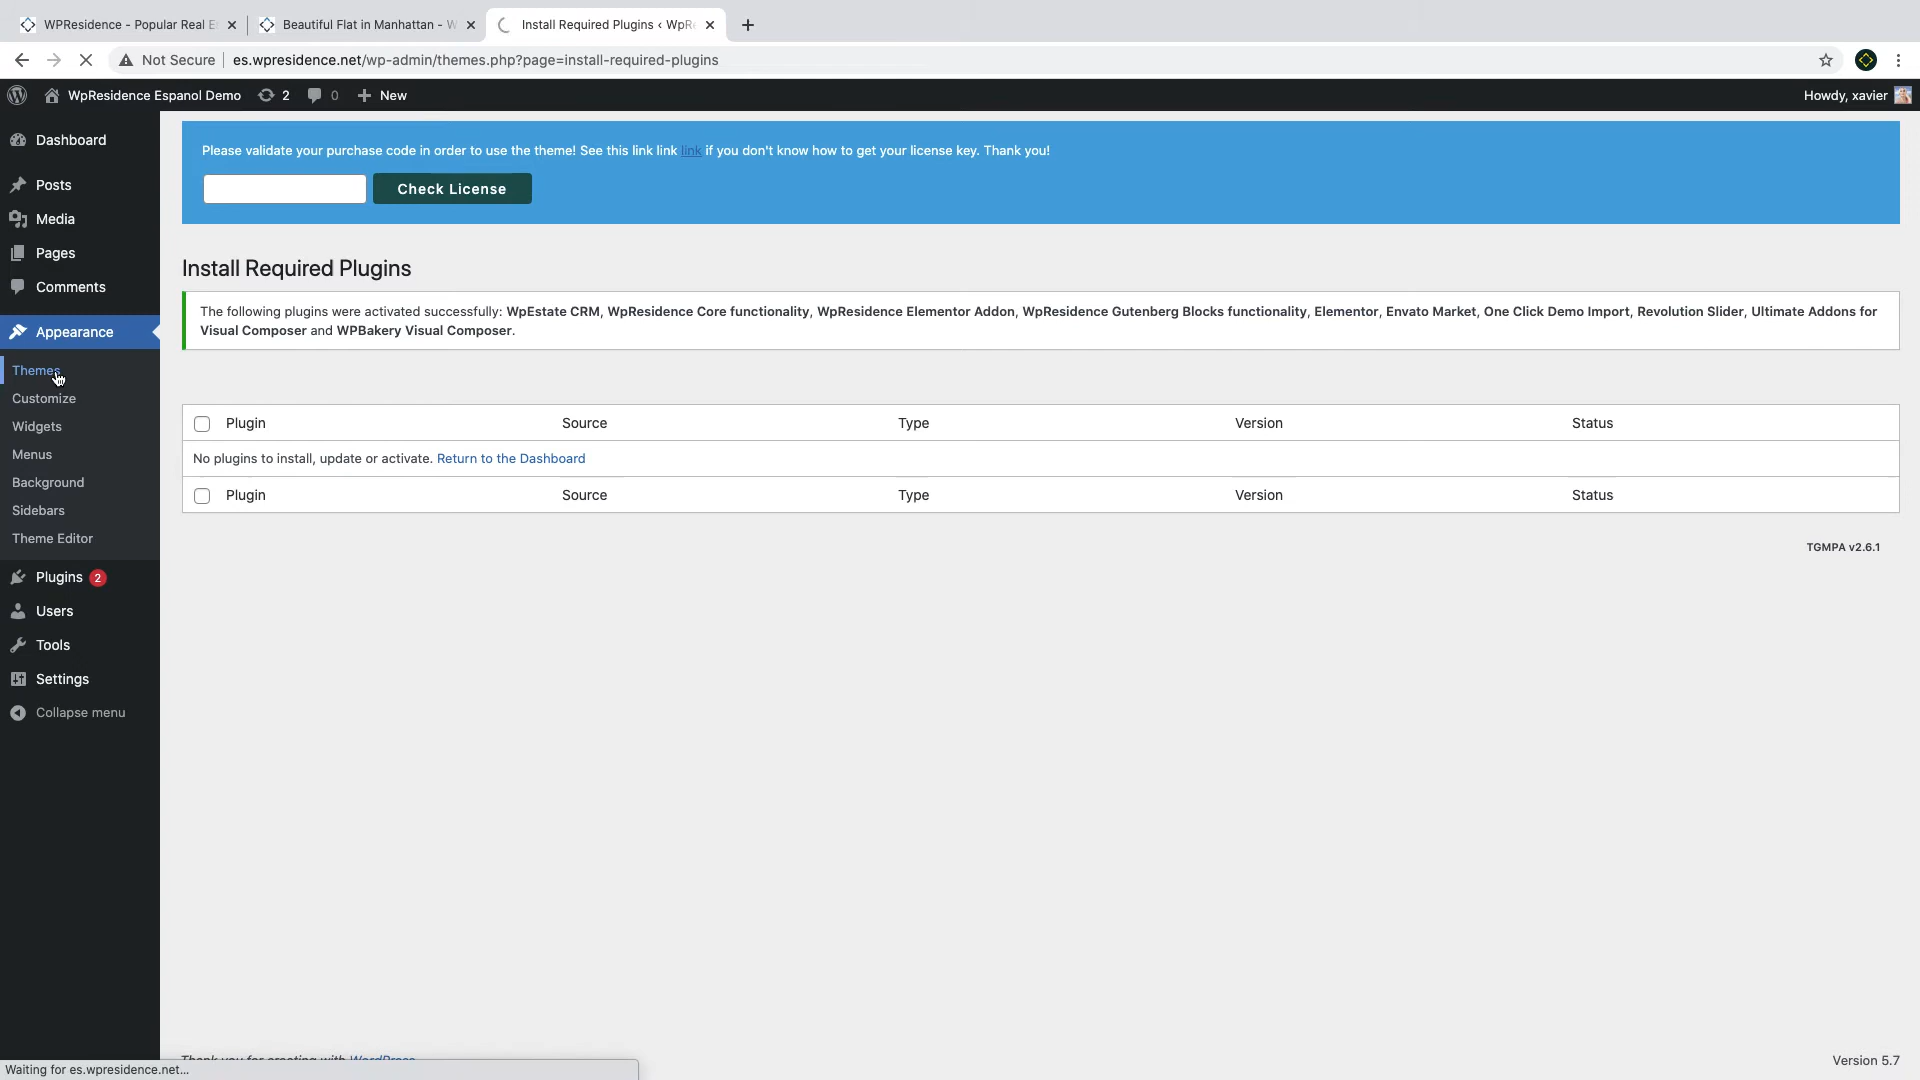 WPResidence - Popular Real E
Beautiful Flat in Manhattan - W
Install Required Plugins ‹ WpR
Not Secure
es.wpresidence.net/wp-admin/themes.php?page=install-required-plugins
WpResidence Espanol Demo
2
0
New
Howdy, xavier
Dashboard
Posts
Media
Pages
Comments
Appearance
Themes
Customize
Widgets
Menus
Background
Sidebars
Theme Editor
Plugins 2
Users
Tools
Settings
Collapse menu
Please validate your purchase code in order to use the theme! See this link link link if you don't know how to get your license key. Thank you!
Check License
Install Required Plugins
The following plugins were activated successfully: WpEstate CRM, WpResidence Core functionality, WpResidence Elementor Addon, WpResidence Gutenberg Blocks functionality, Elementor, Envato Market, One Click Demo Import, Revolution Slider, Ultimate Addons for
Visual Composer and WPBakery Visual Composer.
Plugin Source Type Version Status
No plugins to install, update or activate. Return to the Dashboard
Plugin Source Type Version Status
TGMPA v2.6.1
Thank you for creating with WordPress
Version 5.7
Waiting for es.wpresidence.net...